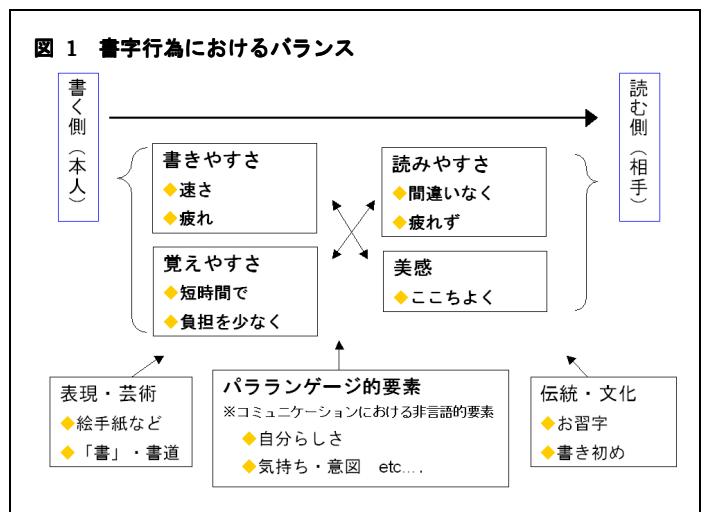 図 1　書字行為におけるバランス
書く側（本人）
読む側（相手）
書きやすさ
◆速さ
◆疲れ
読みやすさ
◆間違いなく
◆疲れず
覚えやすさ
◆短時間で
◆負担を少なく
美感
◆ここちよく
表現・芸術
◆絵手紙など
◆「書」・書道
パラランゲージ的要素
※コミュニケーションにおける非言語的要素
◆自分らしさ
◆気持ち・意図　etc….
伝統・文化
◆お習字
◆書き初め